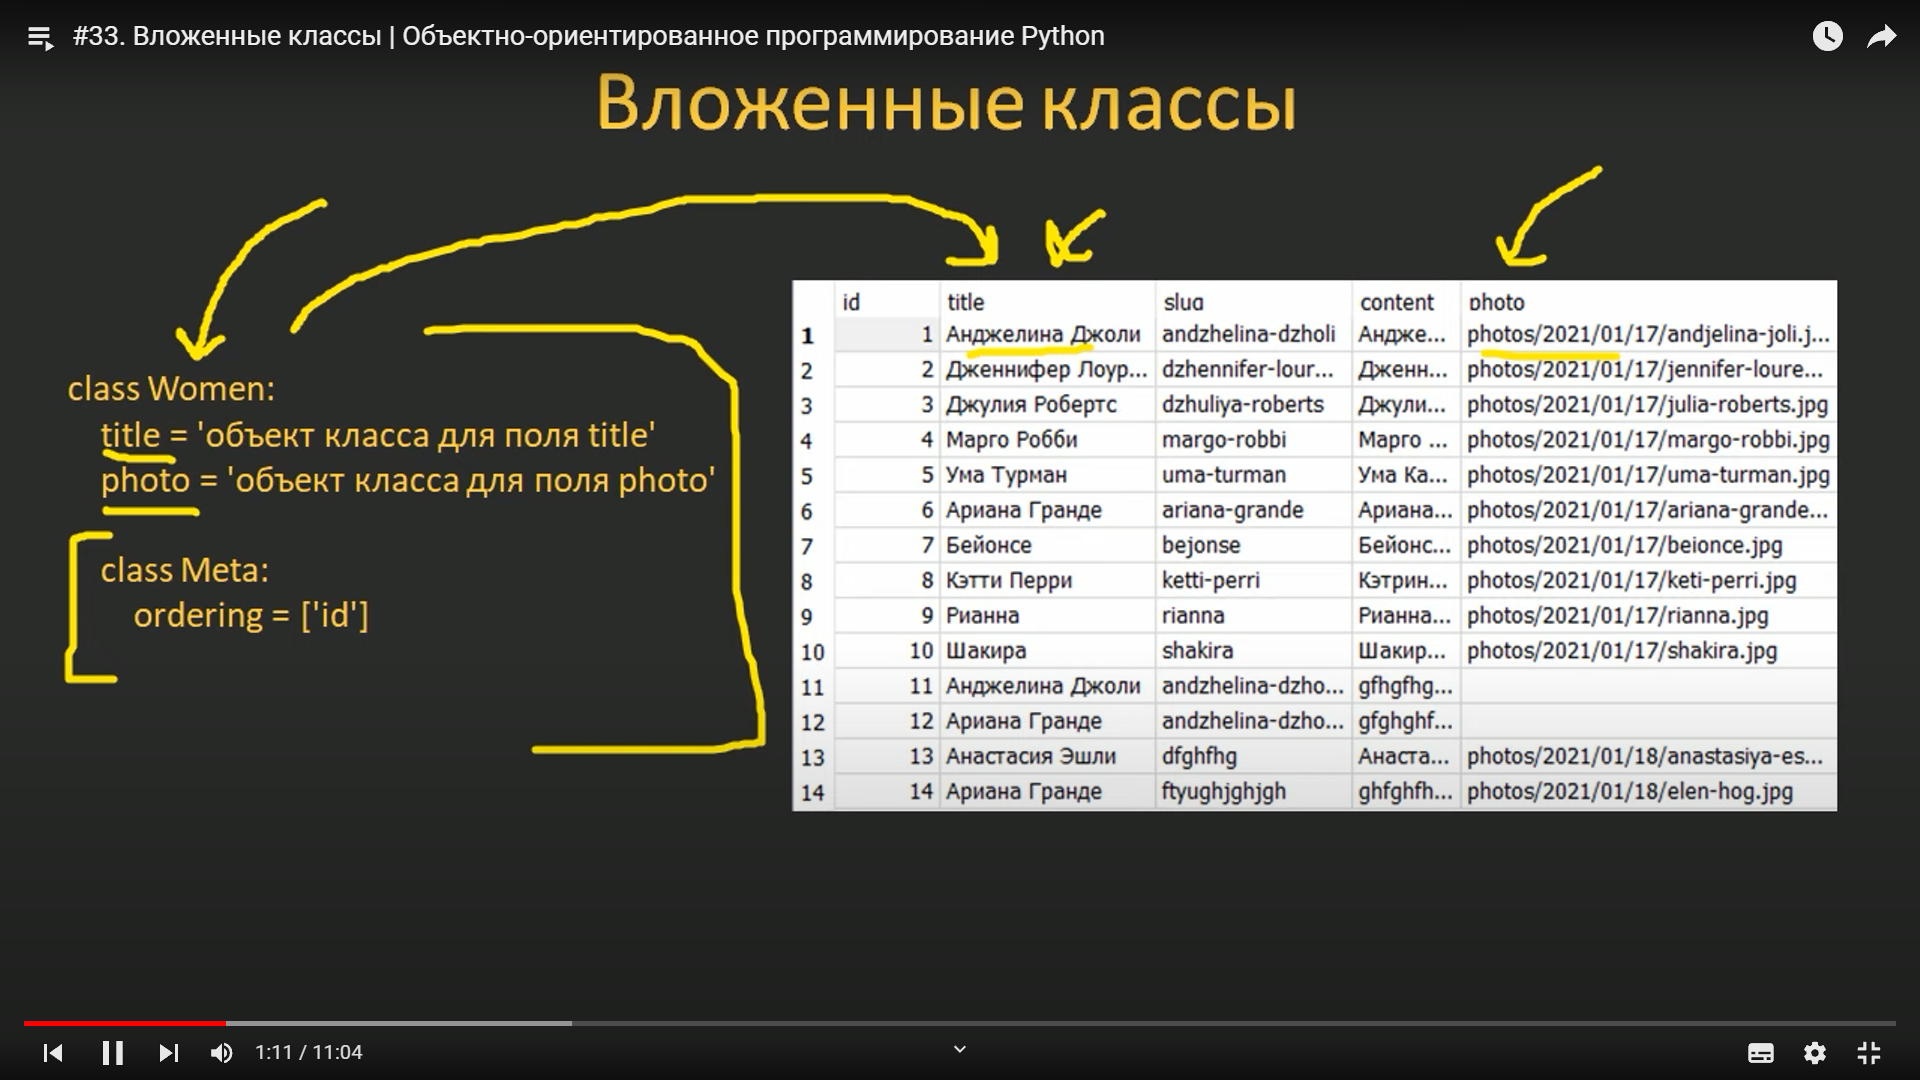 #33. Вложенные классы | Объектно-ориентированное программирование Python
Вложенные классы
class Women:
title = 'объект класса для поля title'
photo = 'объект класса для поля photo'
class Meta:
ordering = ['id']
id title slug content photo
1 1 Анджелина Джоли andzhelina-dzholi Андже... photos/2021/01/17/andjelina-joli.j...
2 2 Дженнифер Лоур... dzhennifer-lour... Дженн... photos/2021/01/17/jennifer-loure...
3 3 Джулия Робертс dzhuliya-roberts Джули... photos/2021/01/17/julia-roberts.jpg
4 4 Марго Робби margo-robbi Марго ... photos/2021/01/17/margo-robbi.jpg
5 5 Ума Турман uma-turman Ума Ка... photos/2021/01/17/uma-turman.jpg
6 6 Ариана Гранде ariana-grande Ариана... photos/2021/01/17/ariana-grande...
7 7 Бейонсе bejonse Бейонс... photos/2021/01/17/beionce.jpg
8 8 Кэтти Перри ketti-perri Кэтрин... photos/2021/01/17/keti-perri.jpg
9 9 Рианна rianna Рианна... photos/2021/01/17/rianna.jpg
10 10 Шакира shakira Шакир... photos/2021/01/17/shakira.jpg
11 11 Анджелина Джоли andzhelina-dzho... gfhgfhg...
12 12 Ариана Гранде andzhelina-dzho... gfghghf...
13 13 Анастасия Эшли dfghfhg Анаста... photos/2021/01/18/anastasiya-es...
14 14 Ариана Гранде ftyughjghjgh ghfghfh... photos/2021/01/18/elen-hog.jpg
1:11 / 11:04